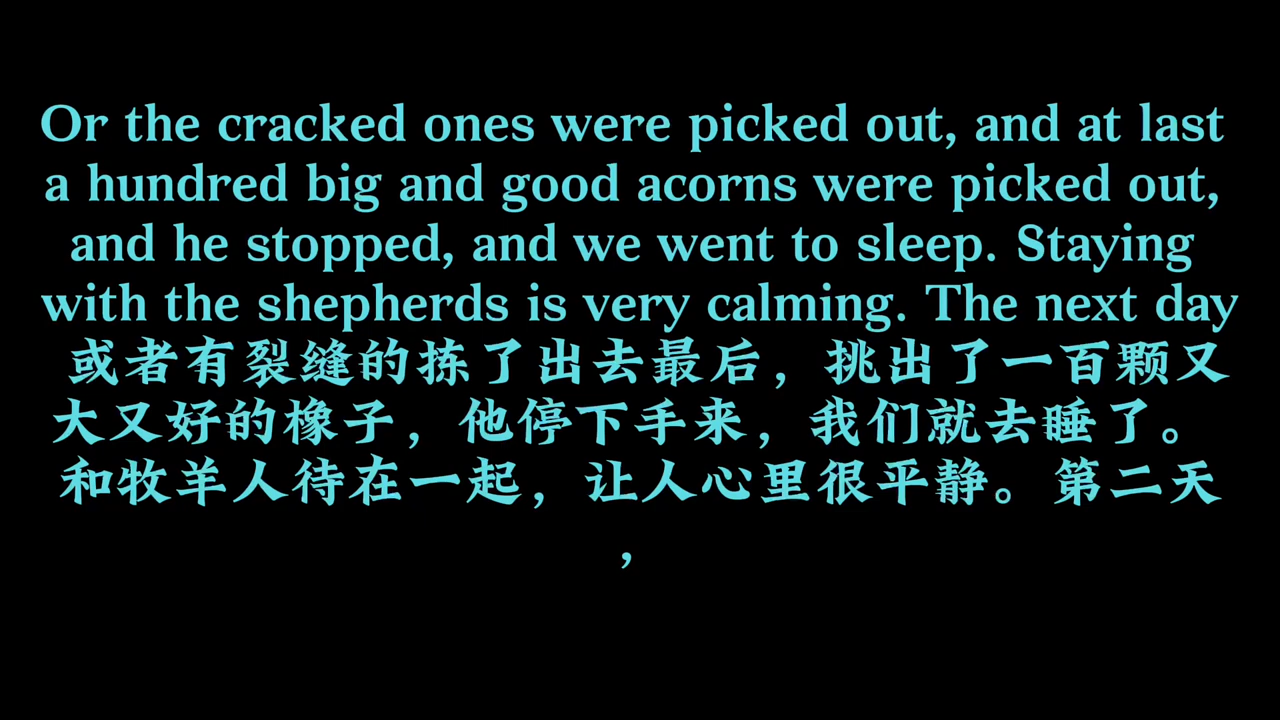 Or the cracked ones were picked out, and at last
a hundred big and good acorns were picked out,
and he stopped, and we went to sleep. Staying
with the shepherds is very calming. The next day
或者有裂缝的拣了出去最后，挑出了一百颗又
大又好的橡子，他停下手来，我们就去睡了。
和牧羊人待在一起，让人心里很平静。第二天
，